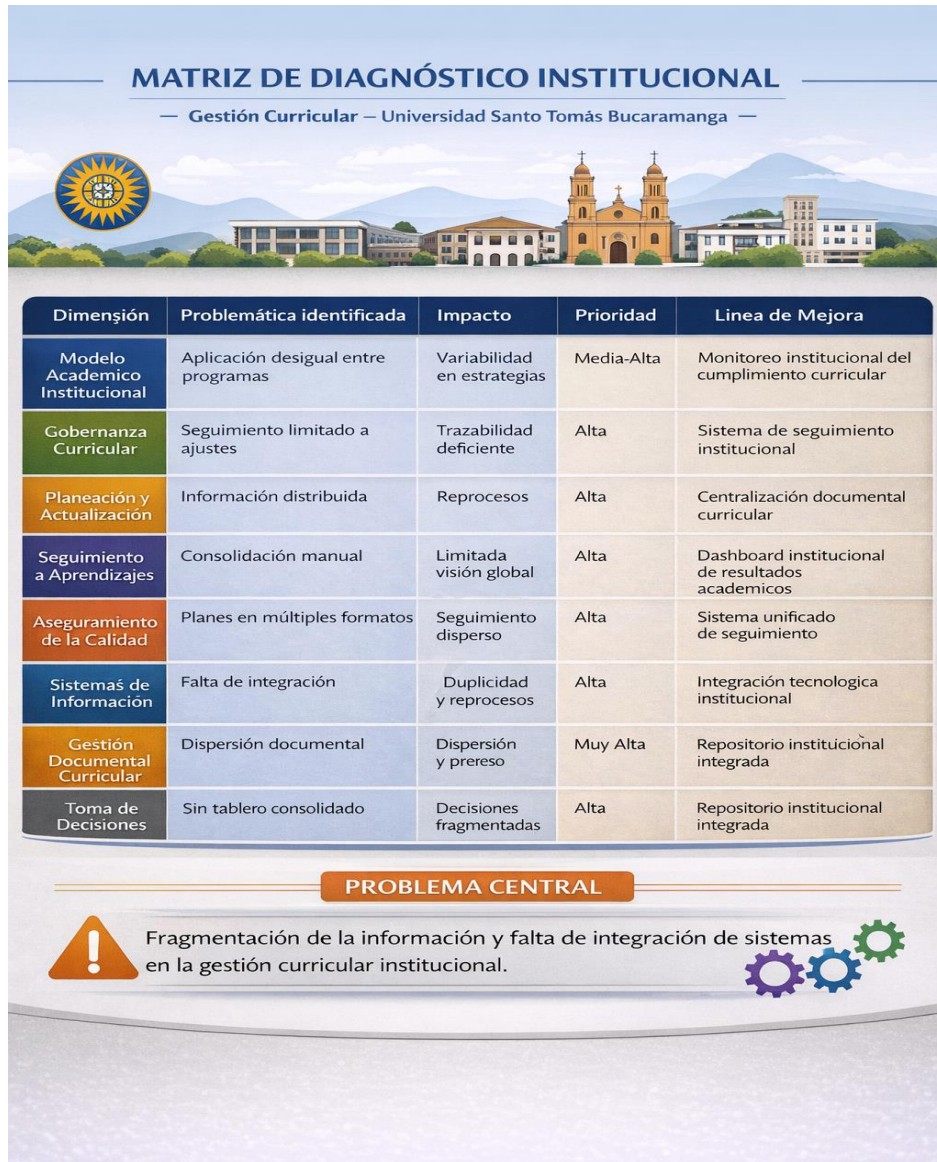 MATRIZ DE DIAGNÓSTICO INSTITUCIONAL
— Gestión Curricular – Universidad Santo Tomás Bucaramanga —
Dimenşión Problemática identificada Impacto Prioridad Linea de Mejora
Modelo
Academico
Institucional
Aplicación desigual entre
programas
Variabilidad
en estrategias
Media-Alta
Monitoreo institucional del
cumplimiento curricular
Gobernanza
Curricular
Seguimiento limitado a
ajustes
Trazabilidad
deficiente
Alta
Sistema de seguimiento
institucional
Planeación y
Actualización
Información distribuida
Reprocesos
Alta
Centralización documental
curricular
Seguimiento
a Aprendizajes
Consolidación manual
Limitada
visión global
Alta
Dashboard institucional
de resultados
academicos
Aseguramiento
de la Calidad
Planes en múltiples formatos
Seguimiento
disperso
Alta
Sistema unificado
de seguimiento
Sistemaś de
Información
Falta de integración
Duplicidad
y reprocesos
Alta
Integración tecnologica
institucional
Gestión
Documental
Curricular
Dispersión documental
Dispersión
y prereso
Muy Alta
Repositorio institucional
integrada
Toma de
Decisiones
Sin tablero consolidado
Decisiones
fragmentadas
Alta
Repositorio institucional
integrada
PROBLEMA CENTRAL
Fragmentación de la información y falta de integración de sistemas
en la gestión curricular institucional.